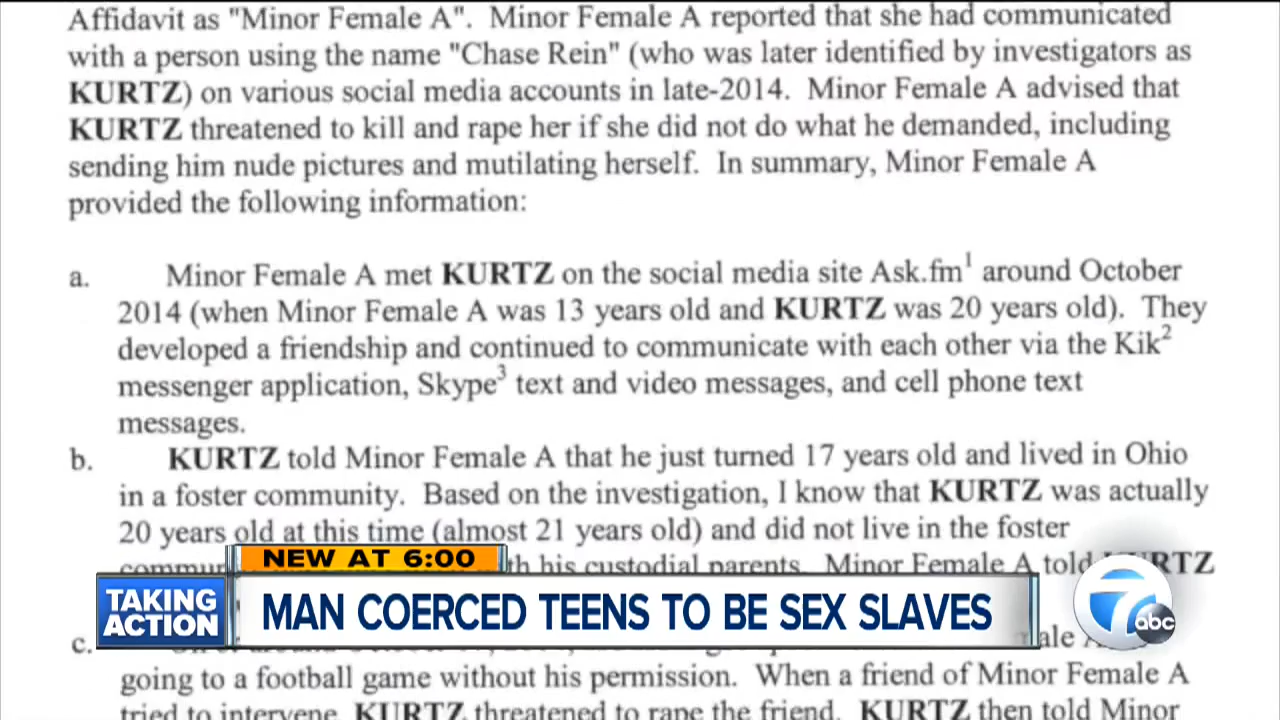 Affidavit as "Minor Female A". Minor Female A reported that she had communicated
with a person using the name "Chase Rein" (who was later identified by investigators as
KURTZ) on various social media accounts in late-2014. Minor Female A advised that
KURTZ threatened to kill and rape her if she did not do what he demanded, including
sending him nude pictures and mutilating herself. In summary, Minor Female A
provided the following information:
a. Minor Female A met KURTZ on the social media site Ask.fm¹ around October
2014 (when Minor Female A was 13 years old and KURTZ was 20 years old). They
developed a friendship and continued to communicate with each other via the Kik²
messenger application, Skype³ text and video messages, and cell phone text
messages.
b. KURTZ told Minor Female A that he just turned 17 years old and lived in Ohio
in a foster community. Based on the investigation, I know that KURTZ was actually
20 years old at this time (almost 21 years old) and did not live in the foster
his custodial parents. Minor Female A told KURTZ
NEW AT 6:00
TAKING
ACTION
MAN COERCED TEENS TO BE SEX SLAVES
7
abc
c.
going to a football game without his permission. When a friend of Minor Female A
tried to intervene, KURTZ threatened to rape the friend. KURTZ then told Minor